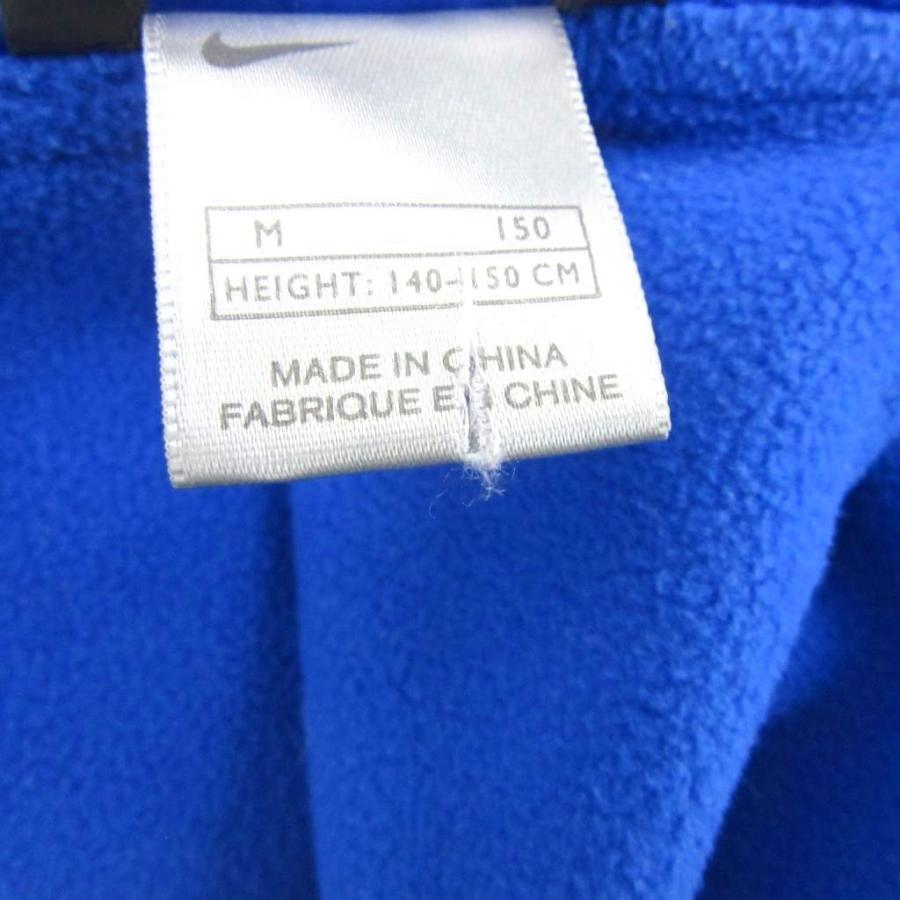 M 150
HEIGHT: 140-150 CM
MADE IN CHINA
FABRIQUE EN CHINE